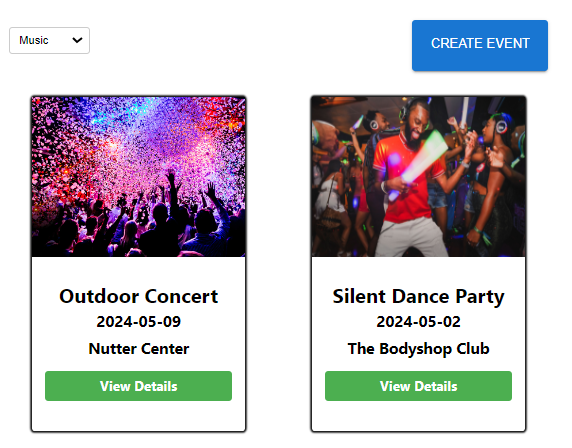 Music
CREATE EVENT
Outdoor Concert
2024-05-09
Nutter Center
View Details
Silent Dance Party
2024-05-02
The Bodyshop Club
View Details